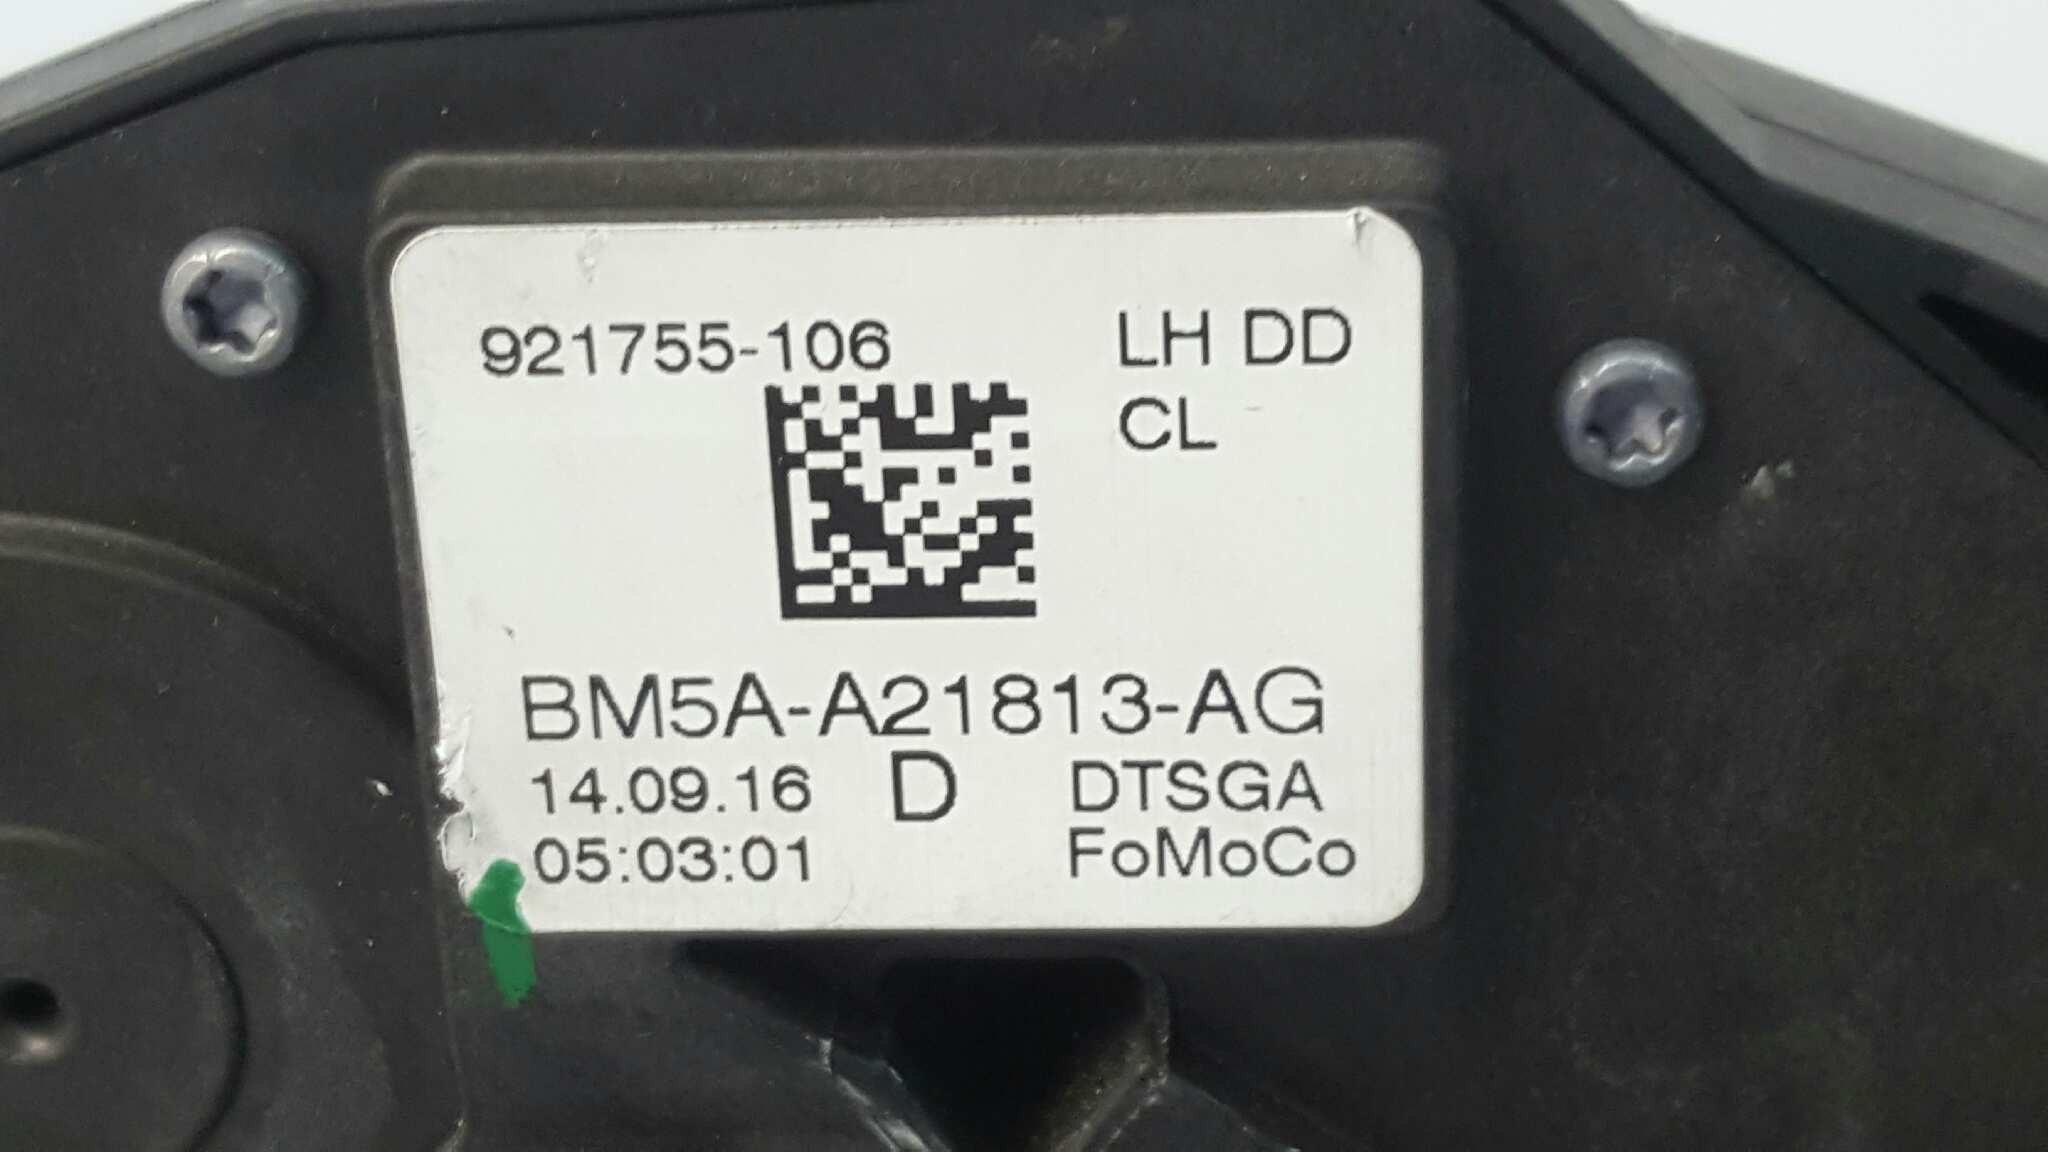 921755-106 LH DD
CL
BM5A-A21813-AG
14.09.16 D DTSGA
05:03:01 FoMoCo